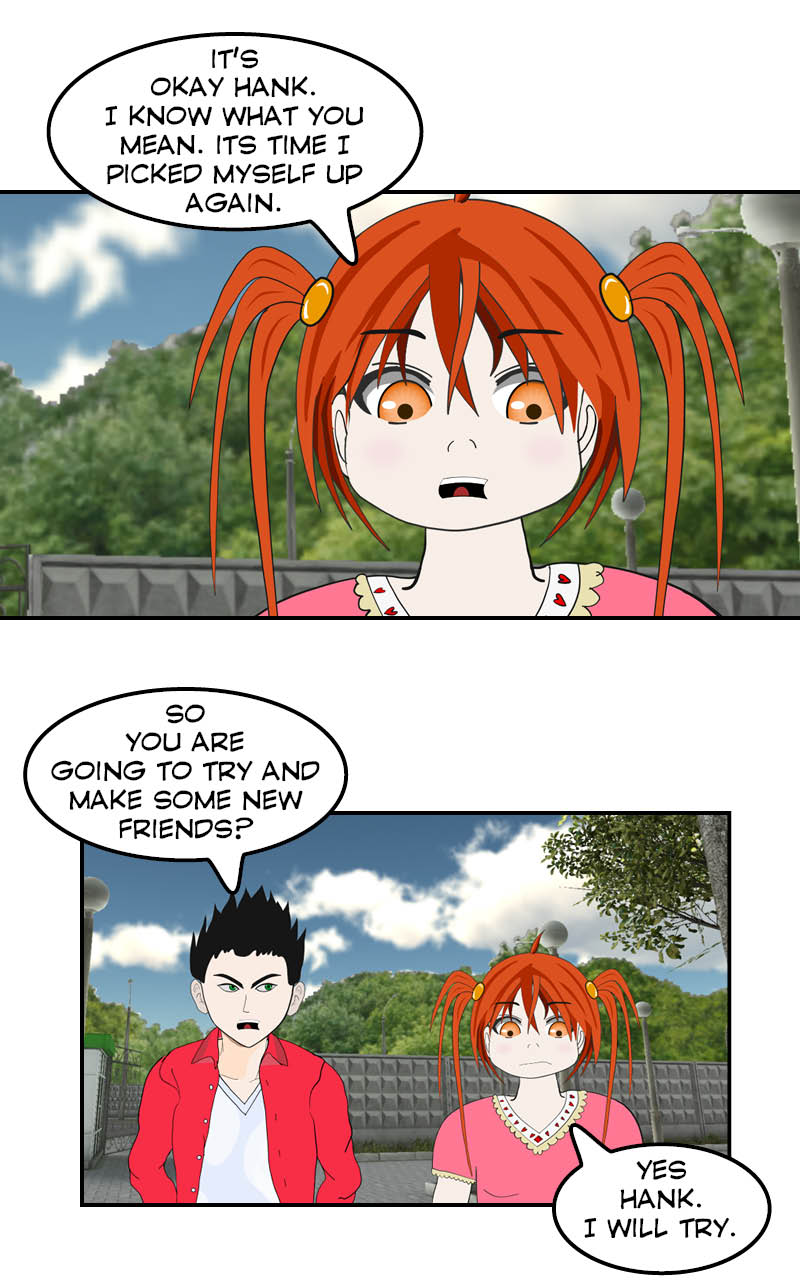 IT'S
OKAY HANK.
I KNOW WHAT YOU
MEAN. ITS TIME I
PICKED MYSELF UP
AGAIN.
SO
YOU ARE
GOING TO TRY AND
MAKE SOME NEW
FRIENDS?
YES
HANK.
I WILL TRY.